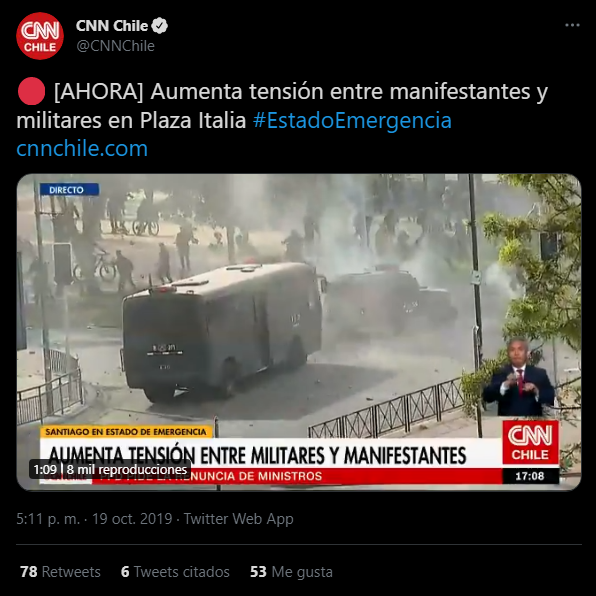 CNN
CHILE
CNN Chile
@CNNChile
[AHORA] Aumenta tensión entre manifestantes y
militares en Plaza Italia #EstadoEmergencia
cnnchile.com
DIRECTO
SANTIAGO EN ESTADO DE EMERGENCIA
AUMENTA TENSIÓN ENTRE MILITARES Y MANIFESTANTES
RENUNCIA DE MINISTROS
1:09 | 8 mil reproducciones
CNN
CHILE
17:08
5:11 p. m. · 19 oct. 2019 · Twitter Web App
78 Retweets 6 Tweets citados 53 Me gusta